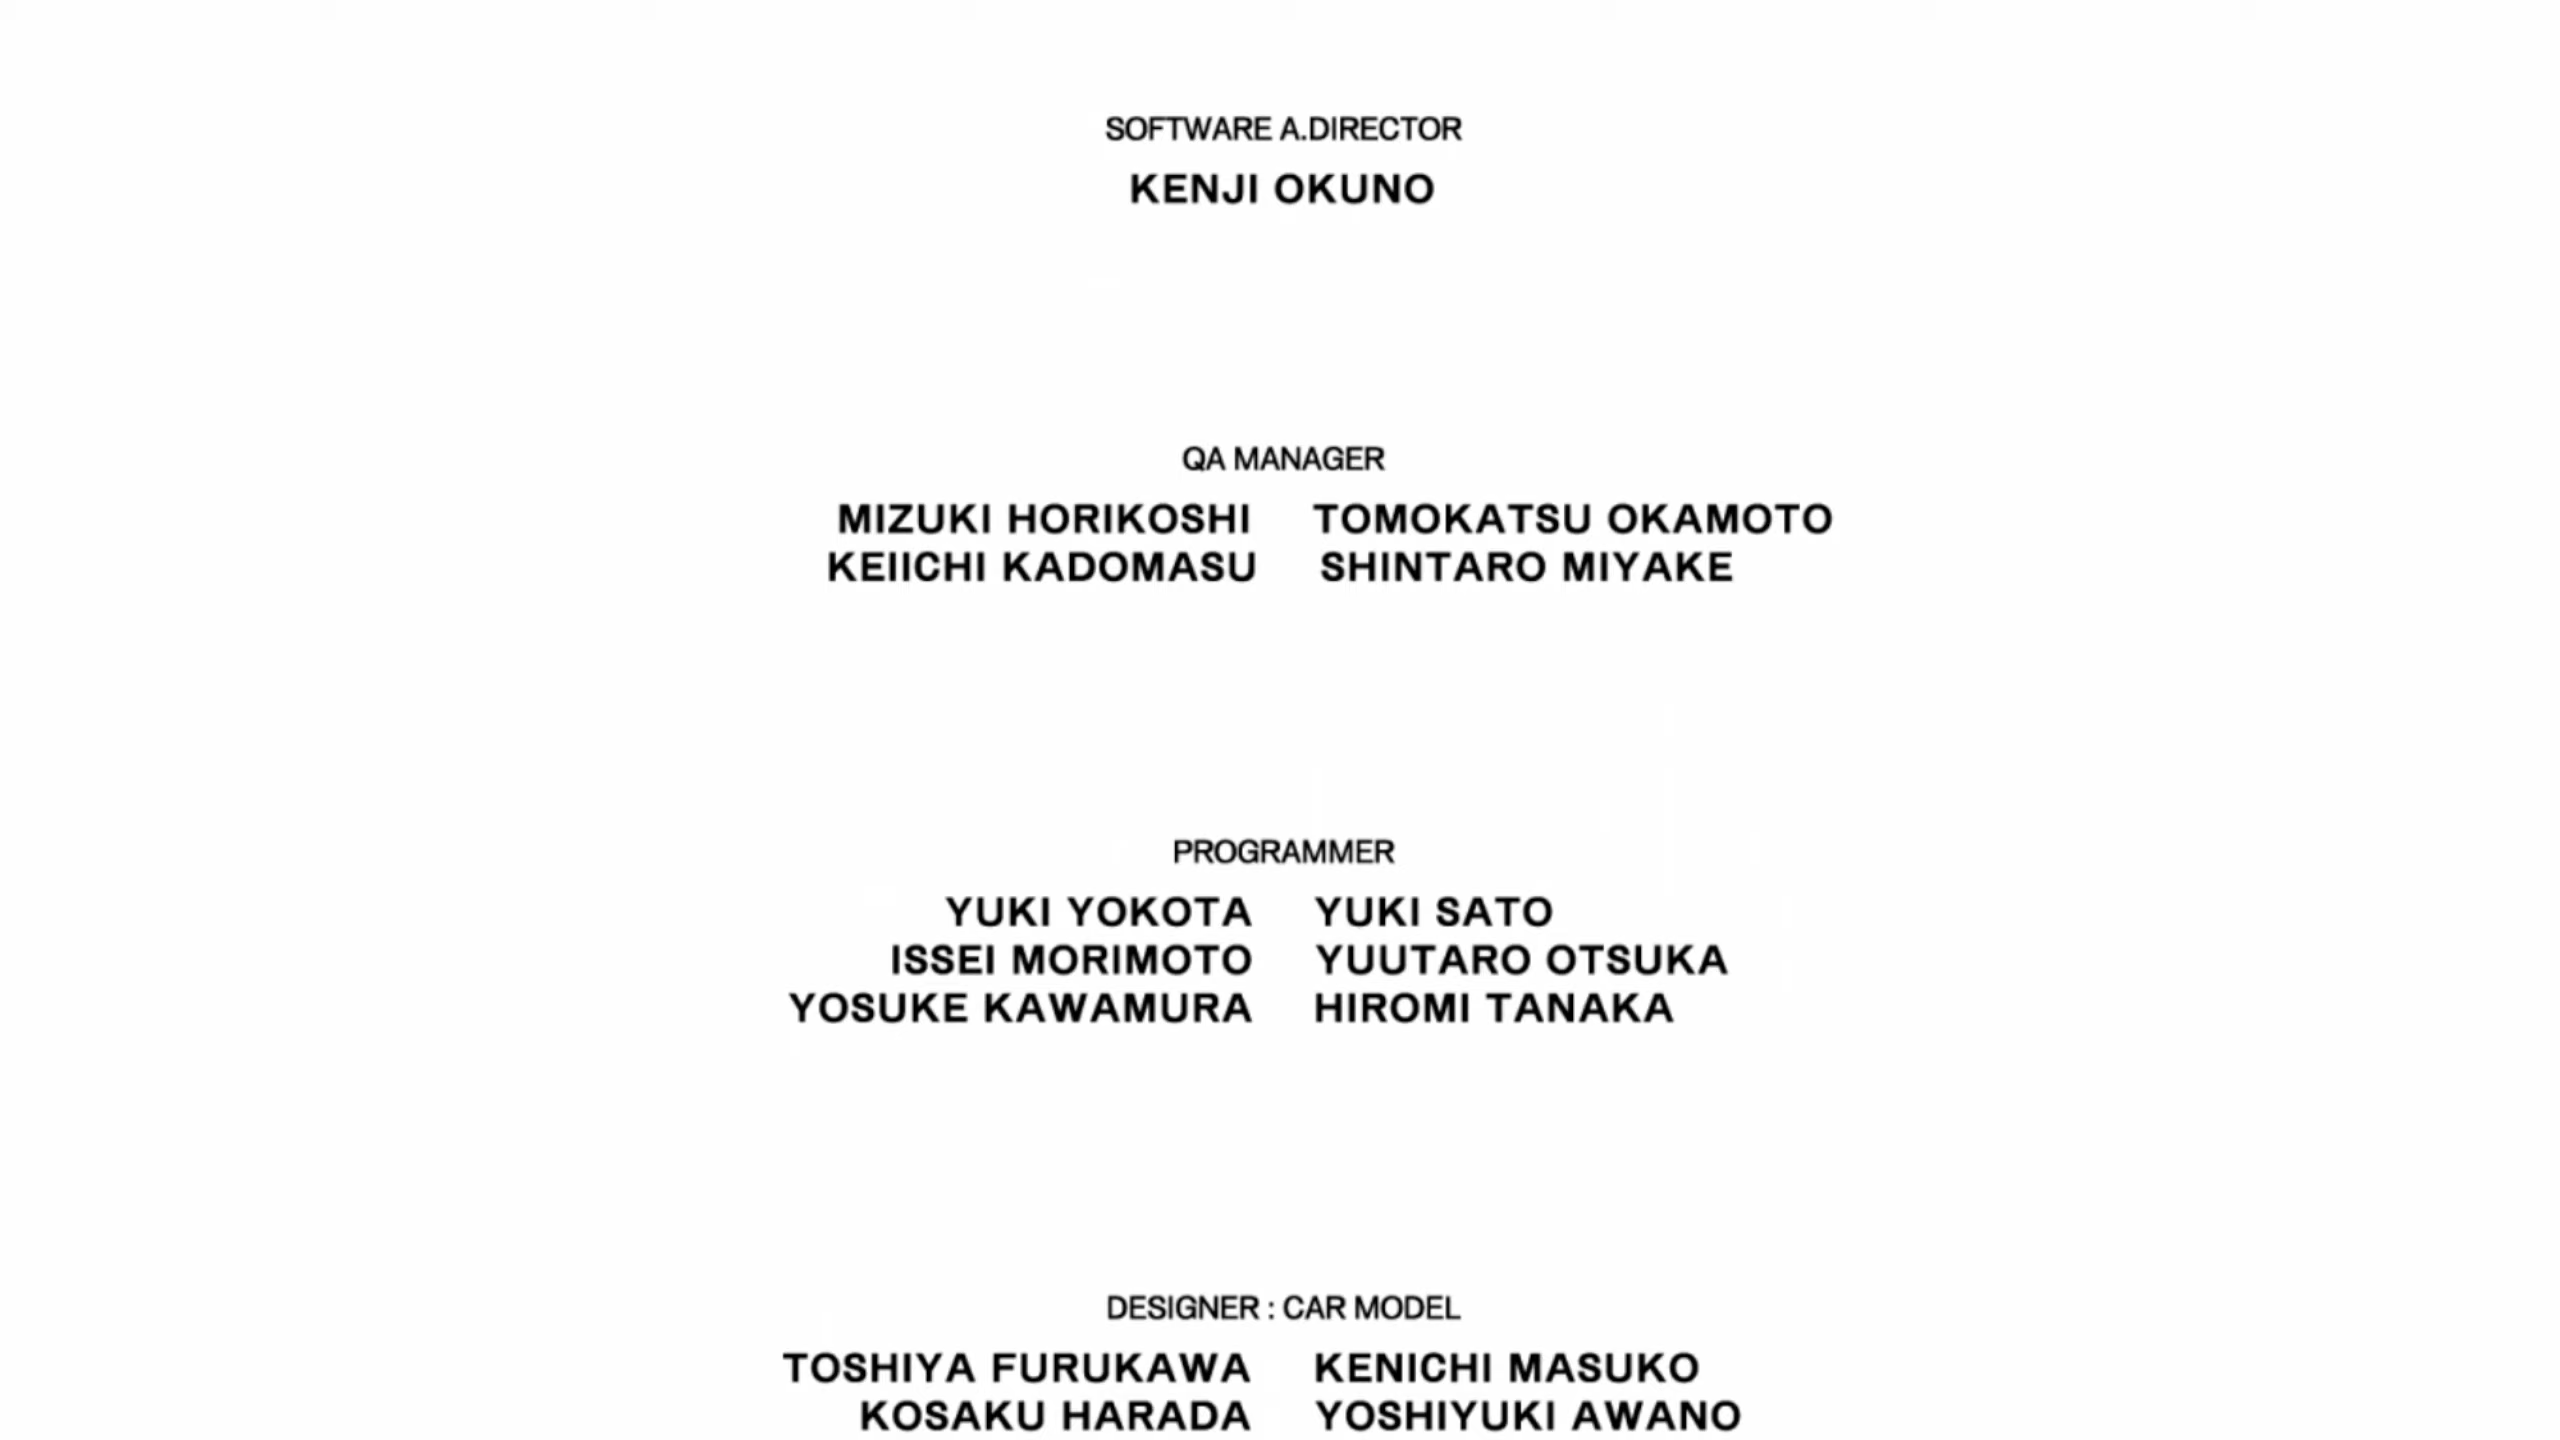 SOFTWARE A.DIRECTOR
KENJI OKUNO
QA MANAGER
MIZUKI HORIKOSHI TOMOKATSU OKAMOTO
KEIICHI KADOMASU SHINTARO MIYAKE
PROGRAMMER
YUKI YOKOTA YUKI SATO
ISSEI MORIMOTO YUUTARO OTSUKA
YOSUKE KAWAMURA HIROMI TANAKA
DESIGNER : CAR MODEL
TOSHIYA FURUKAWA KENICHI MASUKO
KOSAKU HARADA YOSHIYUKI AWANO